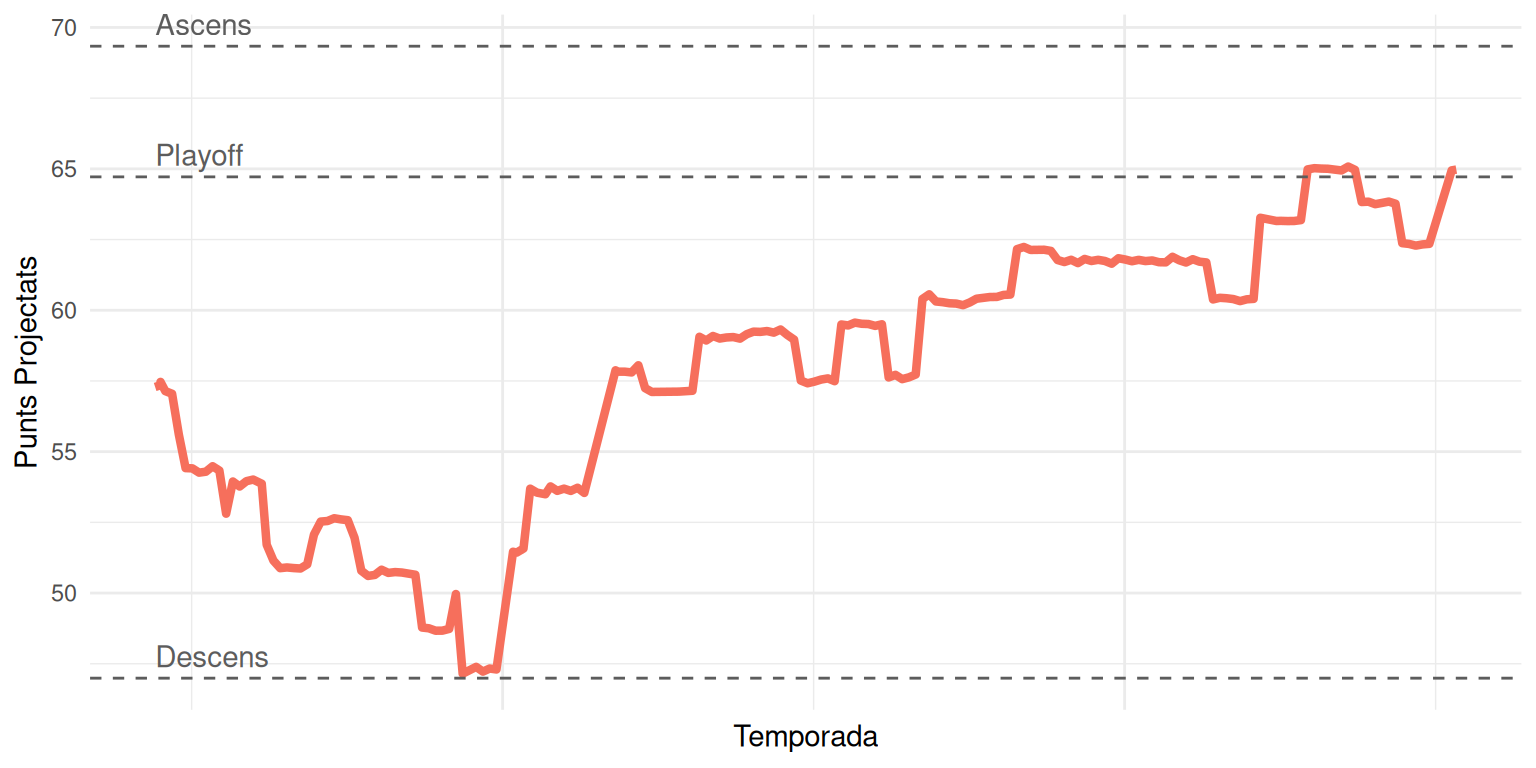 Ascens
70
Playoff
65
60
55
50
Descens
Punts Projectats
Temporada